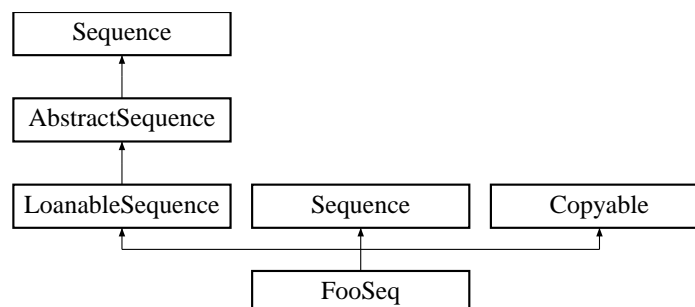 Sequence
AbstractSequence
LoanableSequence
Sequence
Copyable
FooSeq